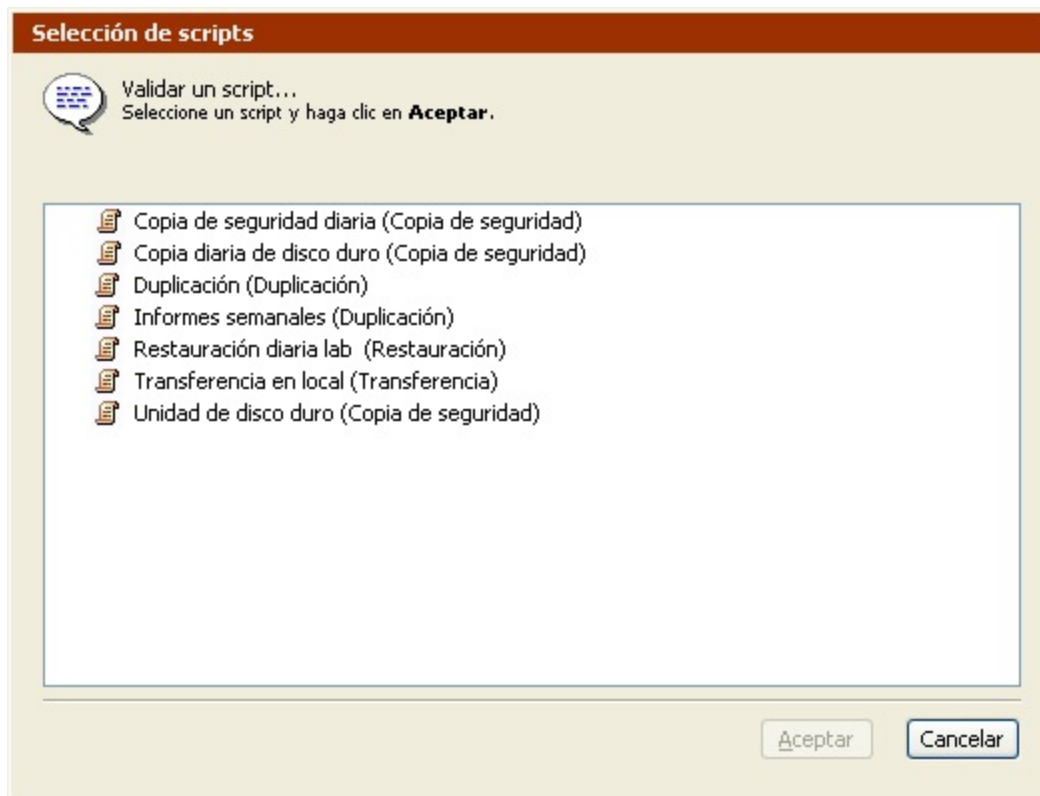 Selección de scripts
Validar un script...
Seleccione un script y haga clic en Aceptar.
Copia de seguridad diaria (Copia de seguridad)
Copia diaria de disco duro (Copia de seguridad)
Duplicación (Duplicación)
Informes semanales (Duplicación)
Restauración diaria lab  (Restauración)
Transferencia en local (Transferencia)
Unidad de disco duro (Copia de seguridad)
Aceptar
Cancelar